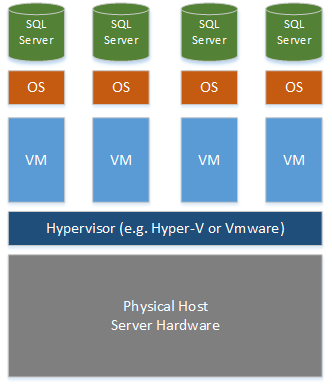 SQL
Server
SQL
Server
SQL
Server
SQL
Server
OS
OS
OS
OS
VM
VM
VM
VM
Hypervisor (e.g. Hyper-V or Vmware)
Physical Host
Server Hardware